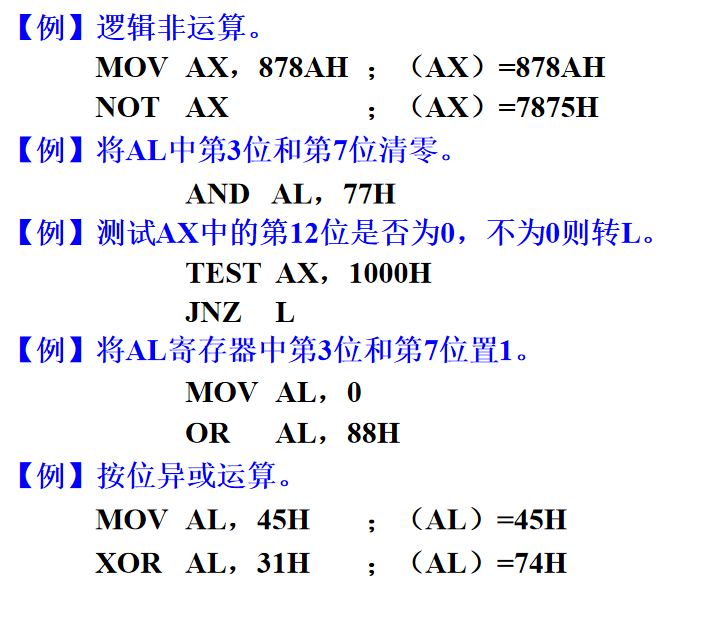 【例】逻辑非运算。
MOV AX，878AH ；（AX）=878AH
NOT AX ；（AX）=7875H
【例】将AL中第3位和第7位清零。
AND AL，77H
【例】测试AX中的第12位是否为0，不为0则转L。
TEST AX，1000H
JNZ L
【例】将AL寄存器中第3位和第7位置1。
MOV AL，0
OR AL，88H
【例】按位异或运算。
MOV AL，45H ；（AL）=45H
XOR AL，31H ；（AL）=74H